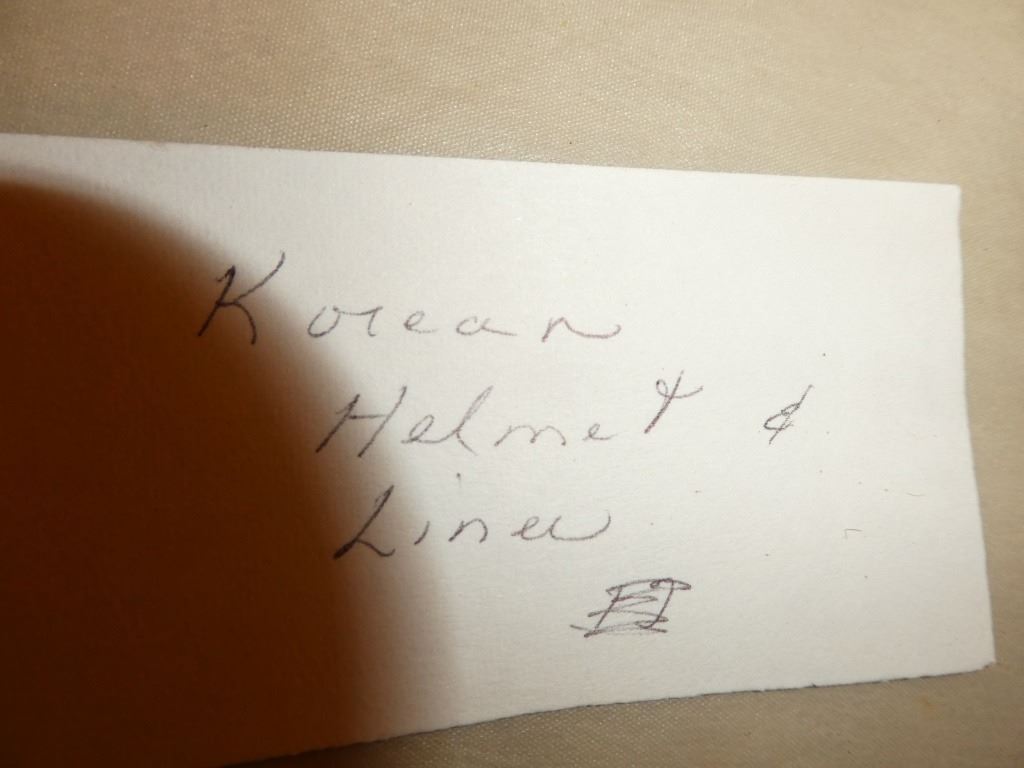 Korean
Helmet &
Liner